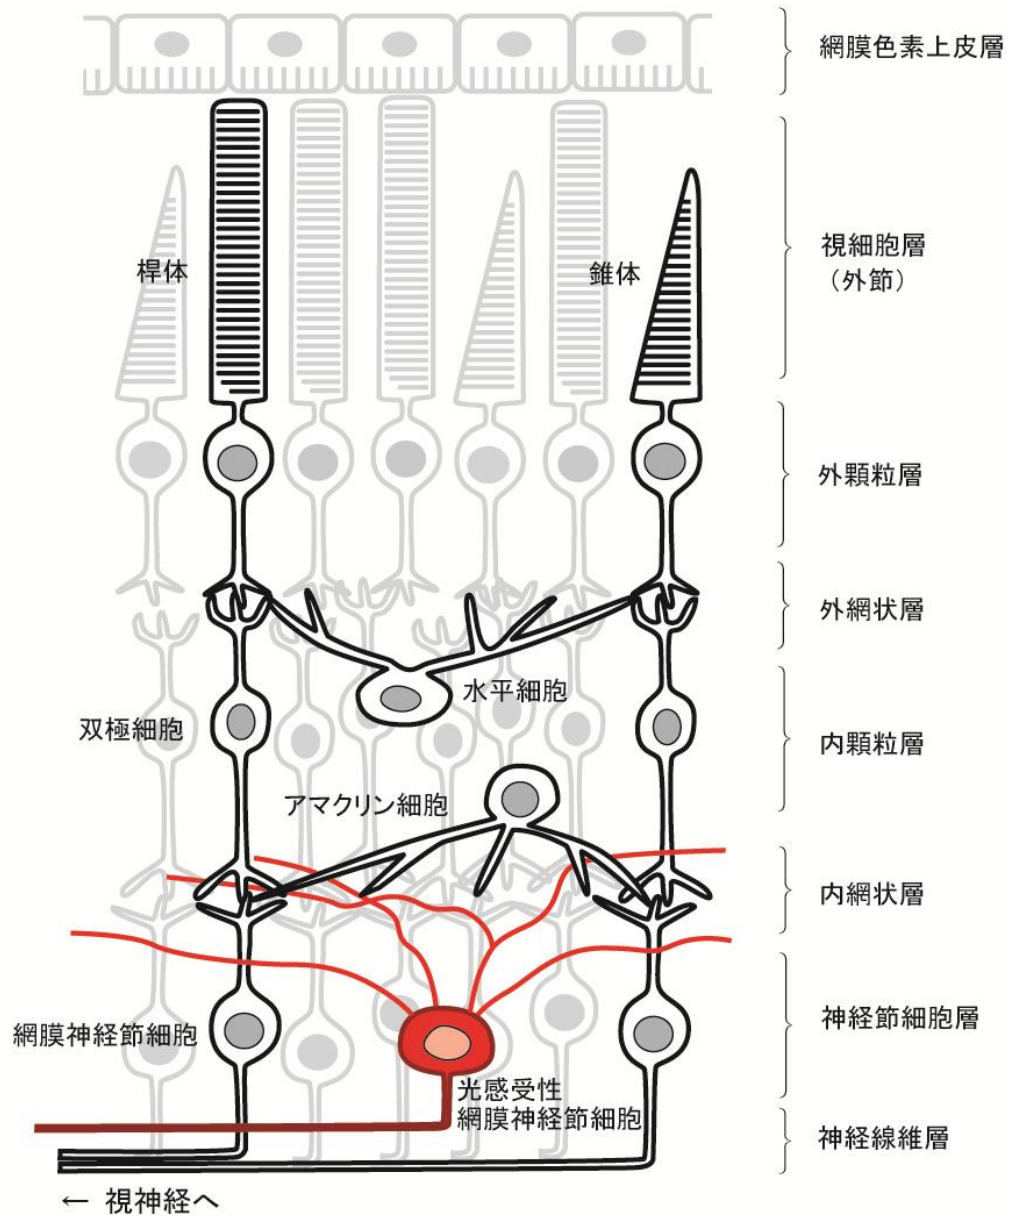 網膜色素上皮層
視細胞層
（外節）
桿体
錐体
外顆粒層
外網状層
水平細胞
双極細胞
内顆粒層
アマクリン細胞
内網状層
網膜神経節細胞
神経節細胞層
光感受性
網膜神経節細胞
神経線維層
← 視神経へ